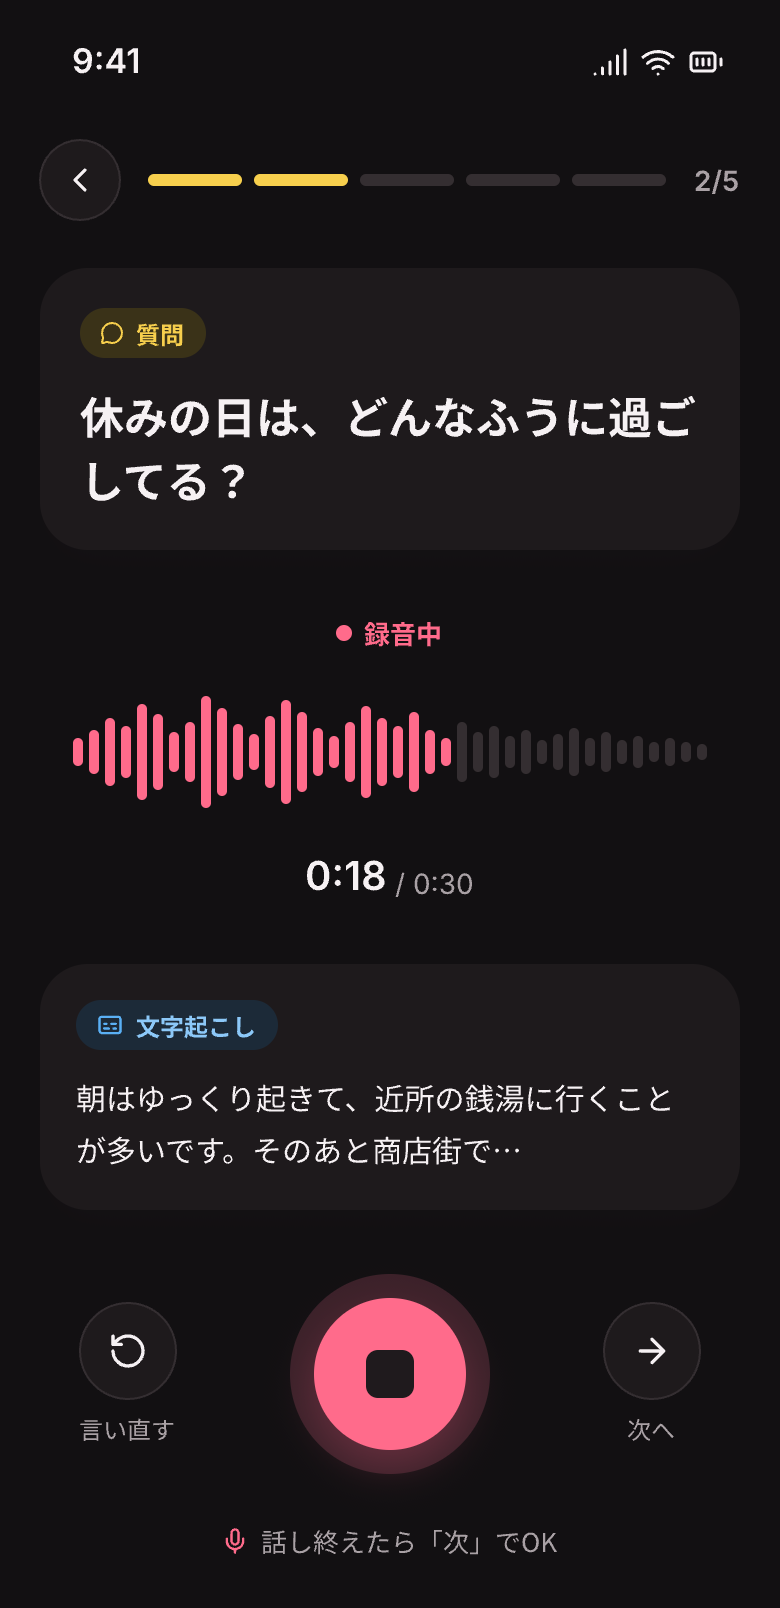 9:41
2/5
質問
休みの日は、どんなふうに過ご
してる？
録音中
0:18 / 0:30
文字起こし
朝はゆっくり起きて、近所の銭湯に行くこと
が多いです。そのあと商店街で…
言い直す
次へ
話し終えたら「次」でOK